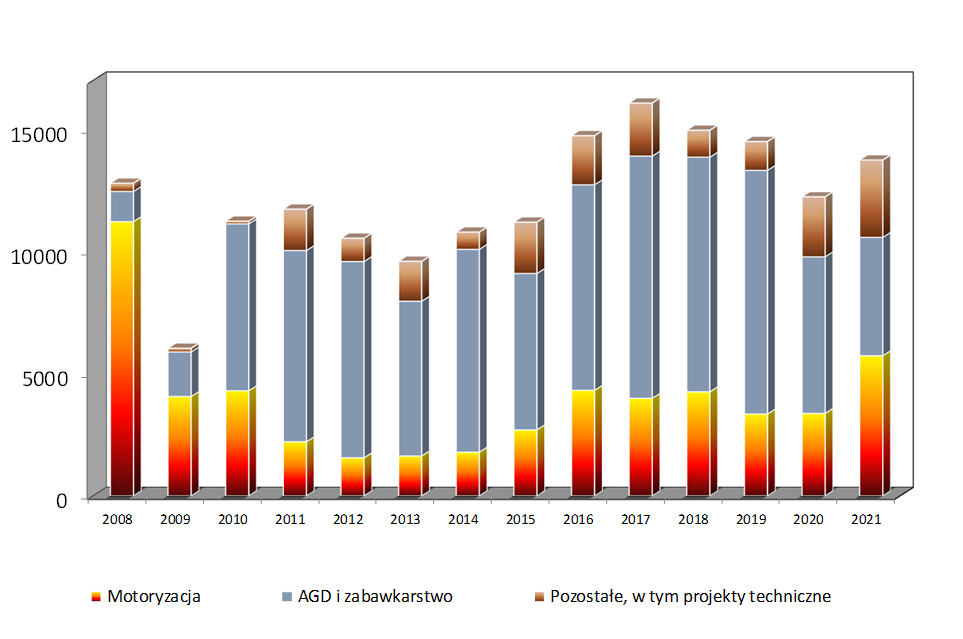 15000
10000
5000
0
2008 2009 2010 2011 2012 2013 2014 2015 2016 2017 2018 2019 2020 2021
Motoryzacja AGD i zabawkarstwo Pozostałe, w tym projekty techniczne